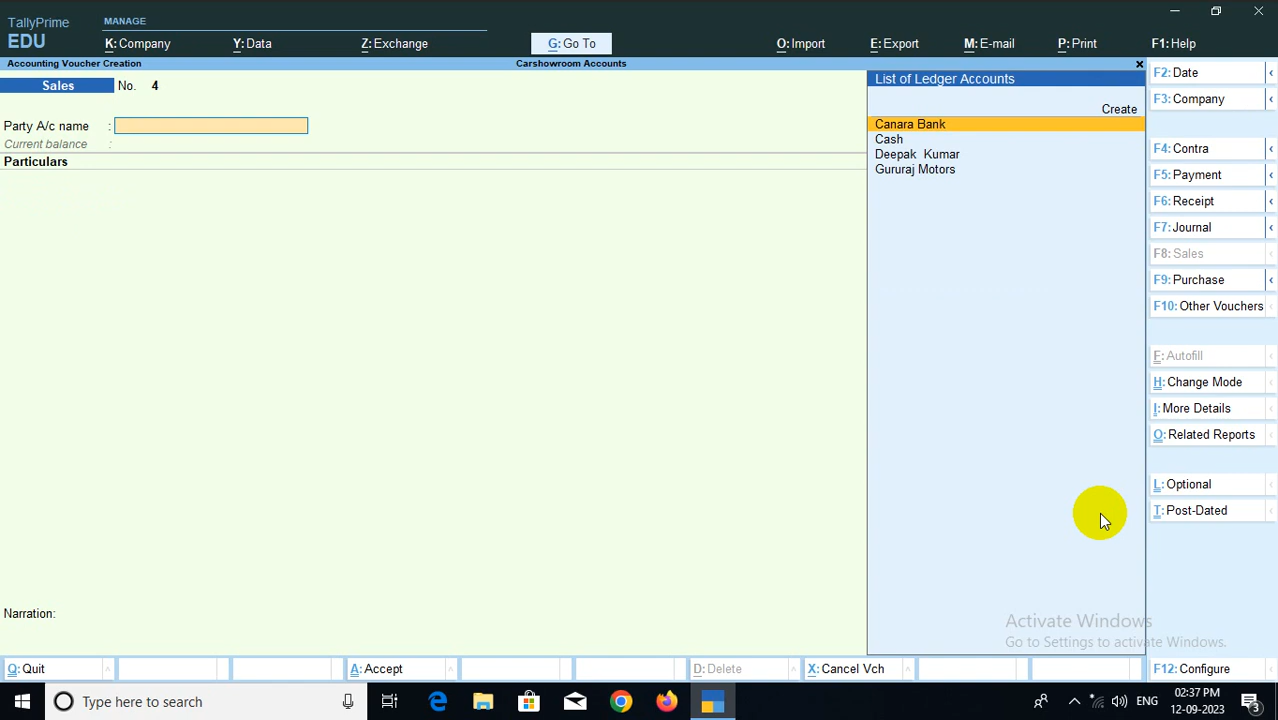 TallyPrime
EDU
MANAGE
K: Company
Y: Data
Z: Exchange
G: Go To
O: Import
E: Export
M: E-mail
P: Print
F1: Help
Accounting Voucher Creation
Carshowroom Accounts
Sales No. 4
Party A/c name :
Current balance :
Particulars
List of Ledger Accounts
Create
Canara Bank
Cash
Deepak Kumar
Gururaj Motors
F2: Date
F3: Company
F4: Contra
F5: Payment
F6: Receipt
F7: Journal
F8: Sales
F9: Purchase
F10: Other Vouchers
F: Autofill
H: Change Mode
I: More Details
O: Related Reports
L: Optional
T: Post-Dated
Narration:
Activate Windows
Go to Settings to activate Windows.
Q: Quit
A: Accept
D: Delete
X: Cancel Vch
F12: Configure
Type here to search
ENG
02:37 PM
12-09-2023
3